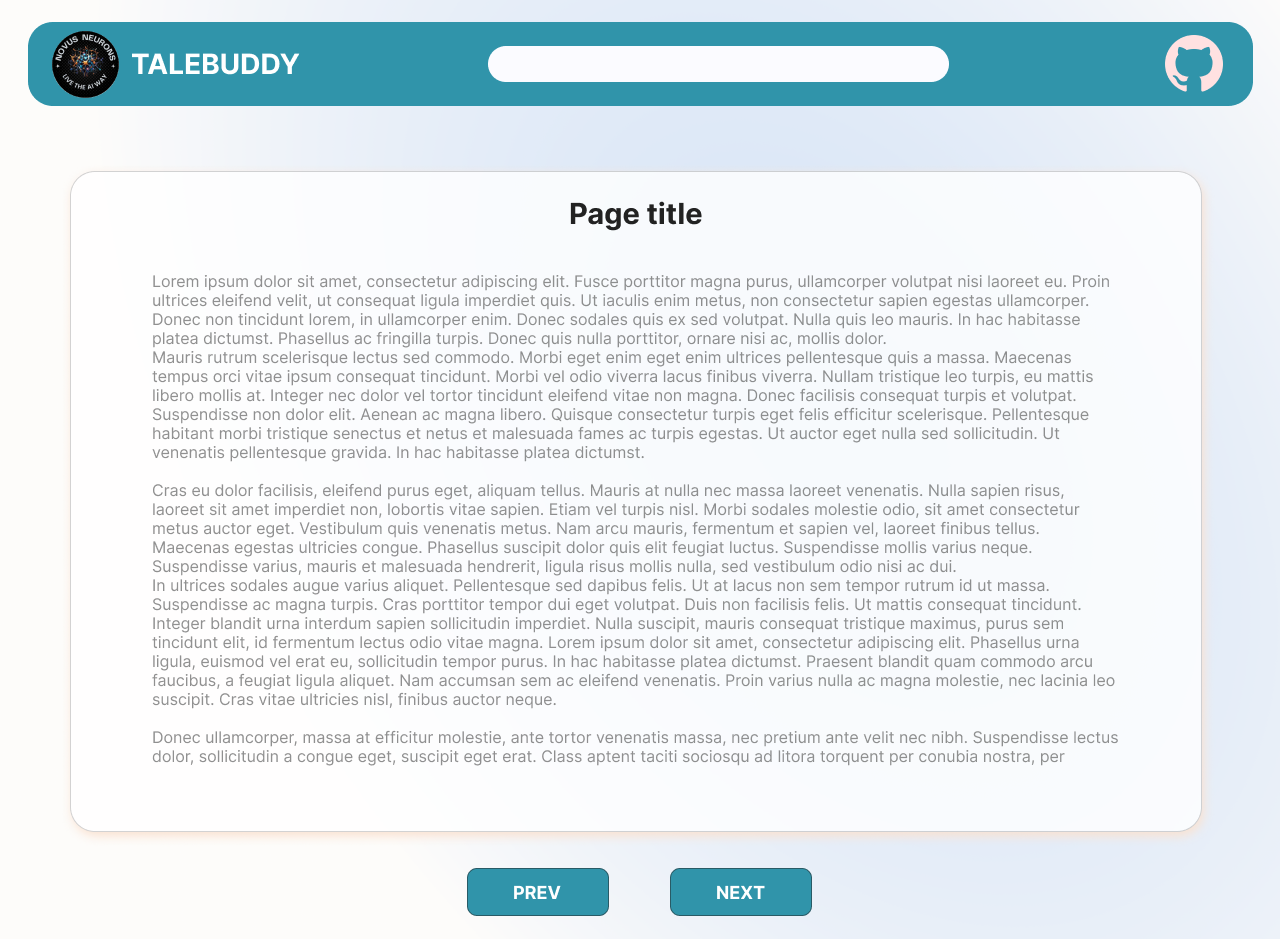 NOVUS NEURONS
LIVE THE AI WAY
TALEBUDDY
Page title
Lorem ipsum dolor sit amet, consectetur adipiscing elit. Fusce porttitor magna purus, ullamcorper volutpat nisi laoreet eu. Proin
ultrices eleifend velit, ut consequat ligula imperdiet quis. Ut iaculis enim metus, non consectetur sapien egestas ullamcorper.
Donec non tincidunt lorem, in ullamcorper enim. Donec sodales quis ex sed volutpat. Nulla quis leo mauris. In hac habitasse
platea dictumst. Phasellus ac fringilla turpis. Donec quis nulla porttitor, ornare nisi ac, mollis dolor.
Mauris rutrum scelerisque lectus sed commodo. Morbi eget enim eget enim ultrices pellentesque quis a massa. Maecenas
tempus orci vitae ipsum consequat tincidunt. Morbi vel odio viverra lacus finibus viverra. Nullam tristique leo turpis, eu mattis
libero mollis at. Integer nec dolor vel tortor tincidunt eleifend vitae non magna. Donec facilisis consequat turpis et volutpat.
Suspendisse non dolor elit. Aenean ac magna libero. Quisque consectetur turpis eget felis efficitur scelerisque. Pellentesque
habitant morbi tristique senectus et netus et malesuada fames ac turpis egestas. Ut auctor eget nulla sed sollicitudin. Ut
venenatis pellentesque gravida. In hac habitasse platea dictumst.
Cras eu dolor facilisis, eleifend purus eget, aliquam tellus. Mauris at nulla nec massa laoreet venenatis. Nulla sapien risus,
laoreet sit amet imperdiet non, lobortis vitae sapien. Etiam vel turpis nisl. Morbi sodales molestie odio, sit amet consectetur
metus auctor eget. Vestibulum quis venenatis metus. Nam arcu mauris, fermentum et sapien vel, laoreet finibus tellus.
Maecenas egestas ultricies congue. Phasellus suscipit dolor quis elit feugiat luctus. Suspendisse mollis varius neque.
Suspendisse varius, mauris et malesuada hendrerit, ligula risus mollis nulla, sed vestibulum odio nisi ac dui.
In ultrices sodales augue varius aliquet. Pellentesque sed dapibus felis. Ut at lacus non sem tempor rutrum id ut massa.
Suspendisse ac magna turpis. Cras porttitor tempor dui eget volutpat. Duis non facilisis felis. Ut mattis consequat tincidunt.
Integer blandit urna interdum sapien sollicitudin imperdiet. Nulla suscipit, mauris consequat tristique maximus, purus sem
tincidunt elit, id fermentum lectus odio vitae magna. Lorem ipsum dolor sit amet, consectetur adipiscing elit. Phasellus urna
ligula, euismod vel erat eu, sollicitudin tempor purus. In hac habitasse platea dictumst. Praesent blandit quam commodo arcu
faucibus, a feugiat ligula aliquet. Nam accumsan sem ac eleifend venenatis. Proin varius nulla ac magna molestie, nec lacinia leo
suscipit. Cras vitae ultricies nisl, finibus auctor neque.
Donec ullamcorper, massa at efficitur molestie, ante tortor venenatis massa, nec pretium ante velit nec nibh. Suspendisse lectus
dolor, sollicitudin a congue eget, suscipit eget erat. Class aptent taciti sociosqu ad litora torquent per conubia nostra, per
PREV
NEXT